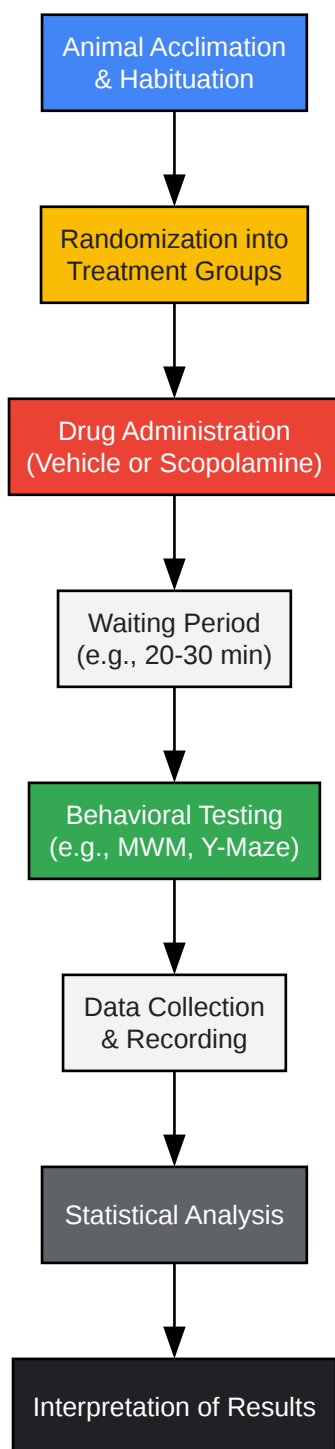 Animal Acclimation
& Habituation
Randomization into
Treatment Groups
Drug Administration
(Vehicle or Scopolamine)
Waiting Period
(e.g., 20-30 min)
Behavioral Testing
(e.g., MWM, Y-Maze)
Data Collection
& Recording
Statistical Analysis
Interpretation of Results